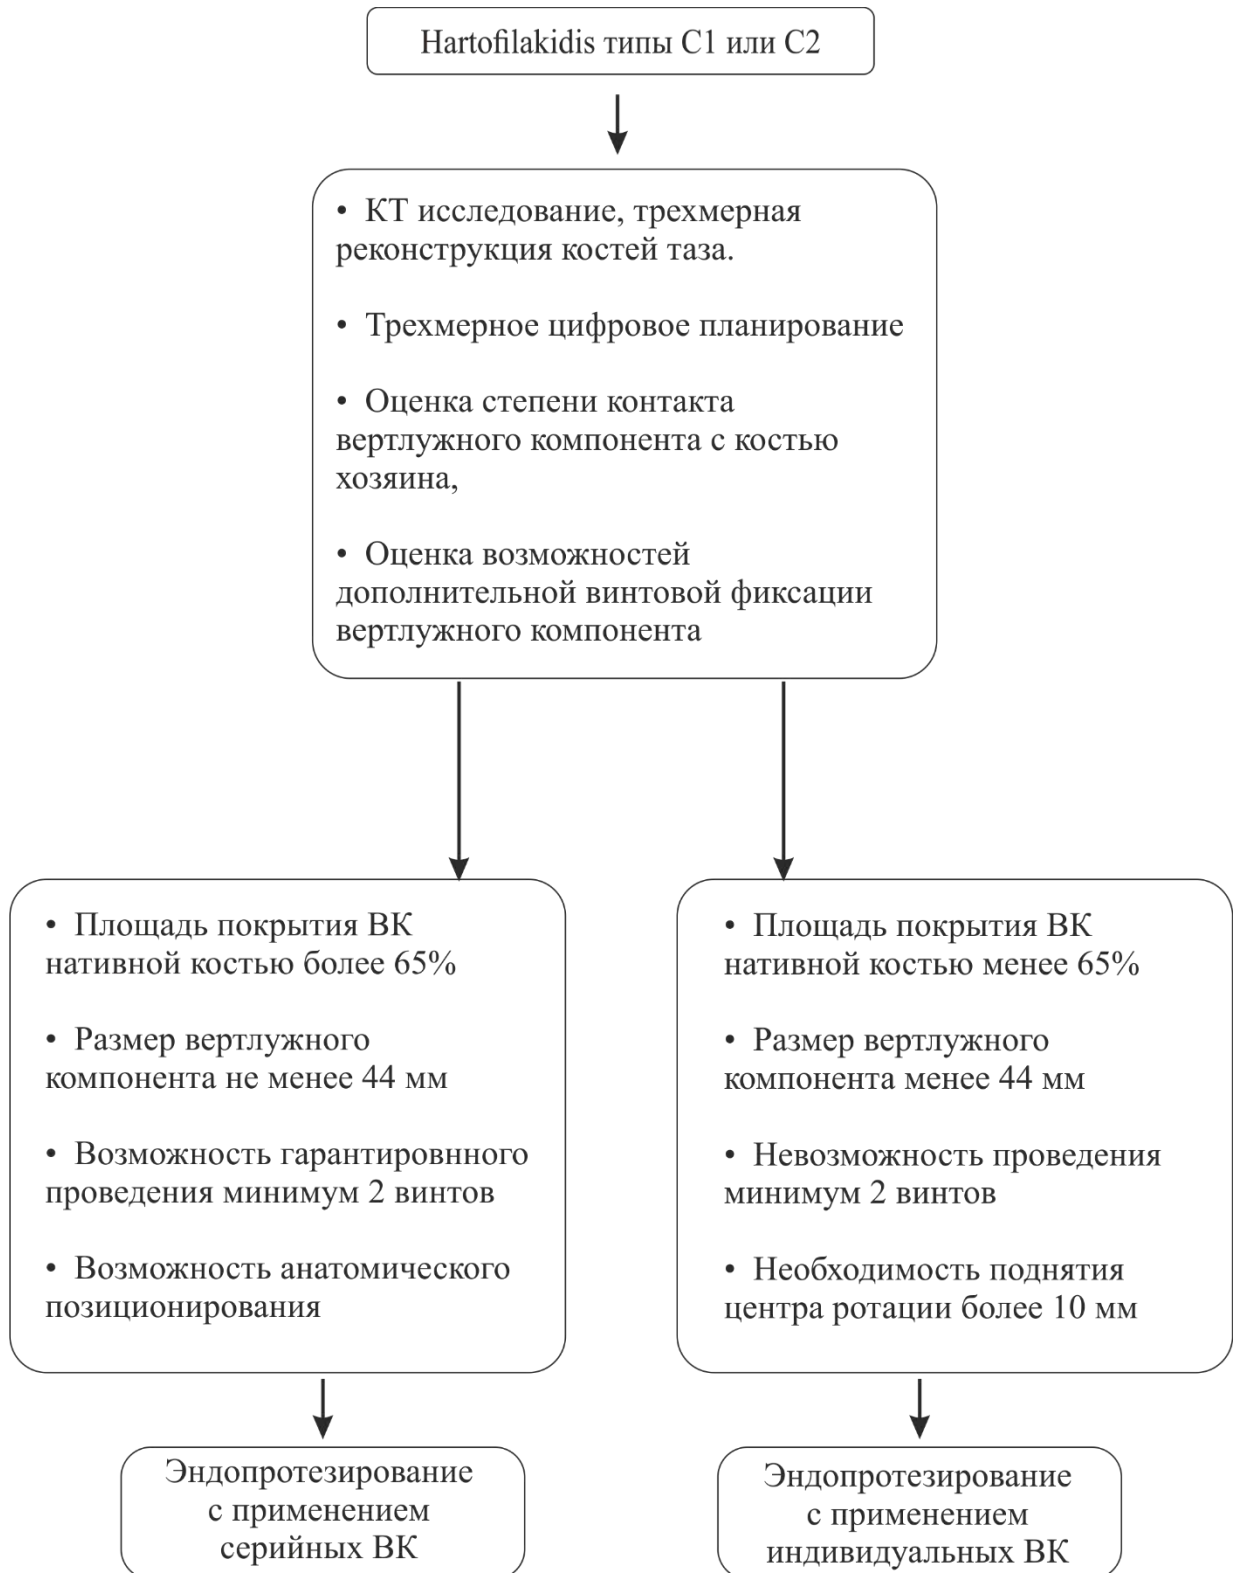 Hartofilakidis типы C1 или C2
• КТ исследование, трехмерная
реконструкция костей таза.
• Трехмерное цифровое планирование
• Оценка степени контакта
вертлужного компонента с костью
хозяина,
• Оценка возможностей
дополнительной винтовой фиксации
вертлужного компонента
• Площадь покрытия ВК
нативной костью более 65%
• Размер вертлужного
компонента не менее 44 мм
• Возможность гарантировнного
проведения минимум 2 винтов
• Возможность анатомического
позиционирования
• Площадь покрытия ВК
нативной костью менее 65%
• Размер вертлужного
компонента менее 44 мм
• Невозможность проведения
минимум 2 винтов
• Необходимость поднятия
центра ротации более 10 мм
Эндопротезирование
с применением
серийных ВК
Эндопротезирование
с применением
индивидуальных ВК